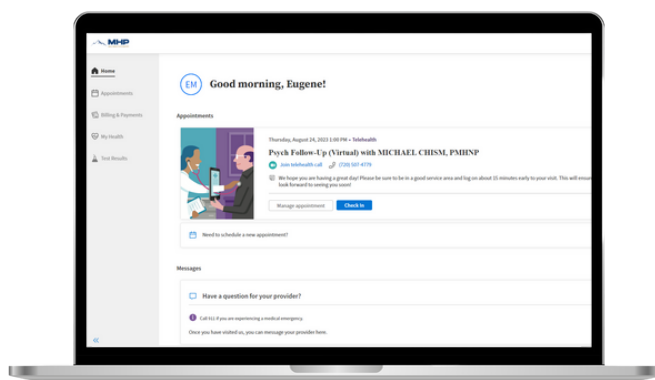 MHP
Home
Appointments
Billing & Payments
My Health
Test Results
EM
Good morning, Eugene!
Appointments
Thursday, August 24, 2023 1:00 PM • Telehealth
Psych Follow-Up (Virtual) with MICHAEL CHISM, PMHNP
Join telehealth call (720) 507-4779
We hope you are having a great day! Please be sure to be in a good service area and log on about 15 minutes early to your visit. This will ensu
look forward to seeing you soon!
Manage appointment Check In
Need to schedule a new appointment?
Messages
Have a question for your provider?
Call 911 if you are experiencing a medical emergency.
Once you have visited us, you can message your provider here.